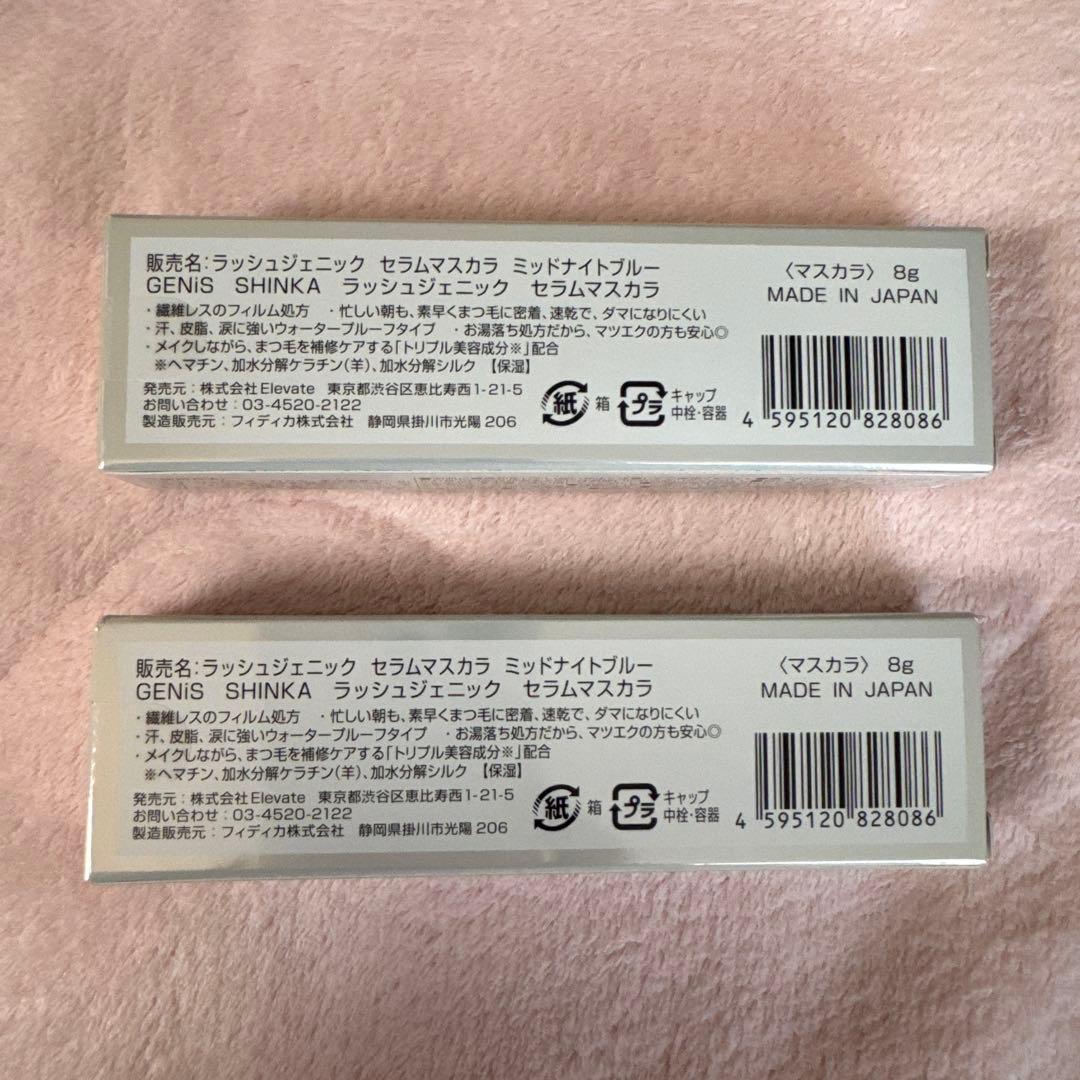 販売名：ラッシュジェニック セラムマスカラ ミッドナイトブルー
GENiS SHINKA ラッシュジェニック セラムマスカラ
・繊維レスのフィルム処方 ・忙しい朝も、素早くまつ毛に密着、速乾で、ダマになりにくい
・汗、皮脂、涙に強いウォータープルーフタイプ ・お湯落ち処方だから、マツエクの方も安心◎
・メイクしながら、まつ毛を補修ケアする「トリプル美容成分※」配合
※ヘマチン、加水分解ケラチン（羊）、加水分解シルク 【保湿】
発売元：株式会社Elevate 東京都渋谷区恵比寿西1-21-5
お問い合わせ：03-4520-2122
製造販売元：フィディカ株式会社 静岡県掛川市光陽 206
紙 箱
プラ キャップ
中栓・容器
〈マスカラ〉 8g
MADE IN JAPAN
4 595120 828086
販売名：ラッシュジェニック セラムマスカラ ミッドナイトブルー
GENiS SHINKA ラッシュジェニック セラムマスカラ
・繊維レスのフィルム処方 ・忙しい朝も、素早くまつ毛に密着、速乾で、ダマになりにくい
・汗、皮脂、涙に強いウォータープルーフタイプ ・お湯落ち処方だから、マツエクの方も安心◎
・メイクしながら、まつ毛を補修ケアする「トリプル美容成分※」配合
※ヘマチン、加水分解ケラチン（羊）、加水分解シルク 【保湿】
発売元：株式会社Elevate 東京都渋谷区恵比寿西1-21-5
お問い合わせ：03-4520-2122
製造販売元：フィディカ株式会社 静岡県掛川市光陽 206
紙 箱
プラ キャップ
中栓・容器
〈マスカラ〉 8g
MADE IN JAPAN
4 595120 828086